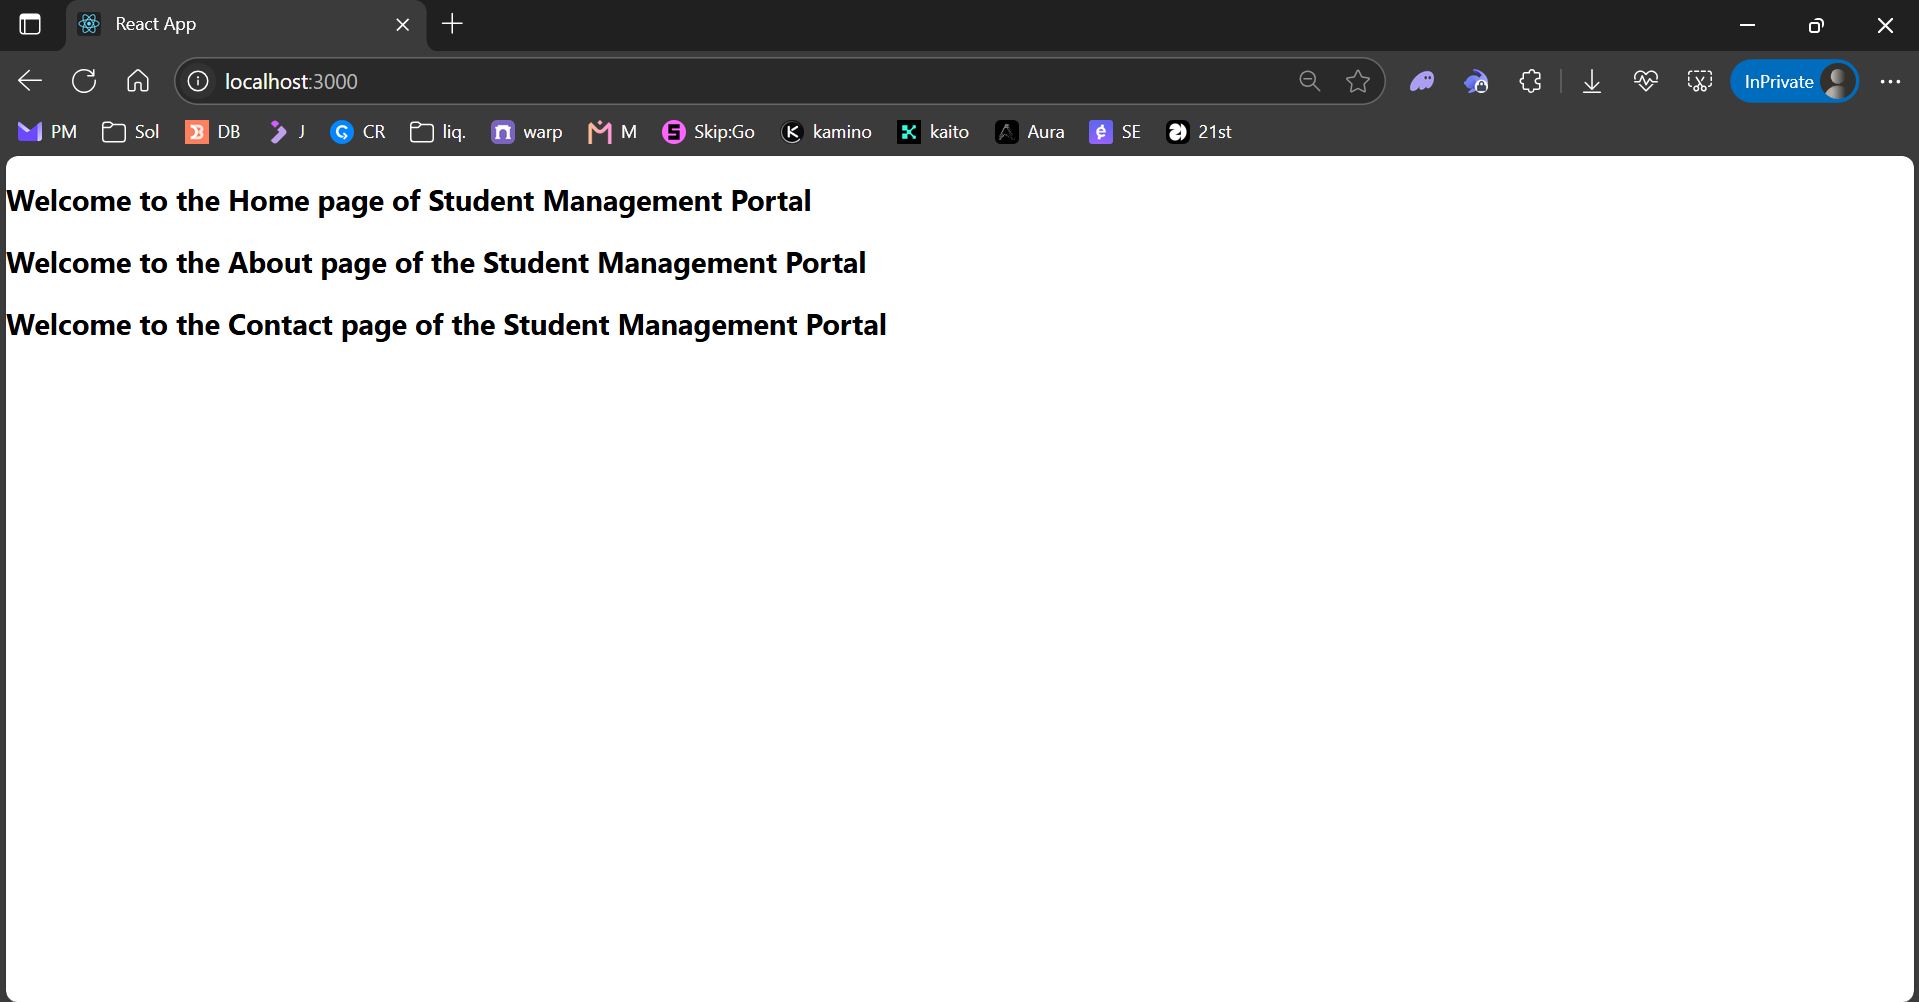 React App
localhost:3000
InPrivate
PM Sol DB J CR liq. warp M Skip:Go kamino kaito Aura SE 21st
Welcome to the Home page of Student Management Portal
Welcome to the About page of the Student Management Portal
Welcome to the Contact page of the Student Management Portal